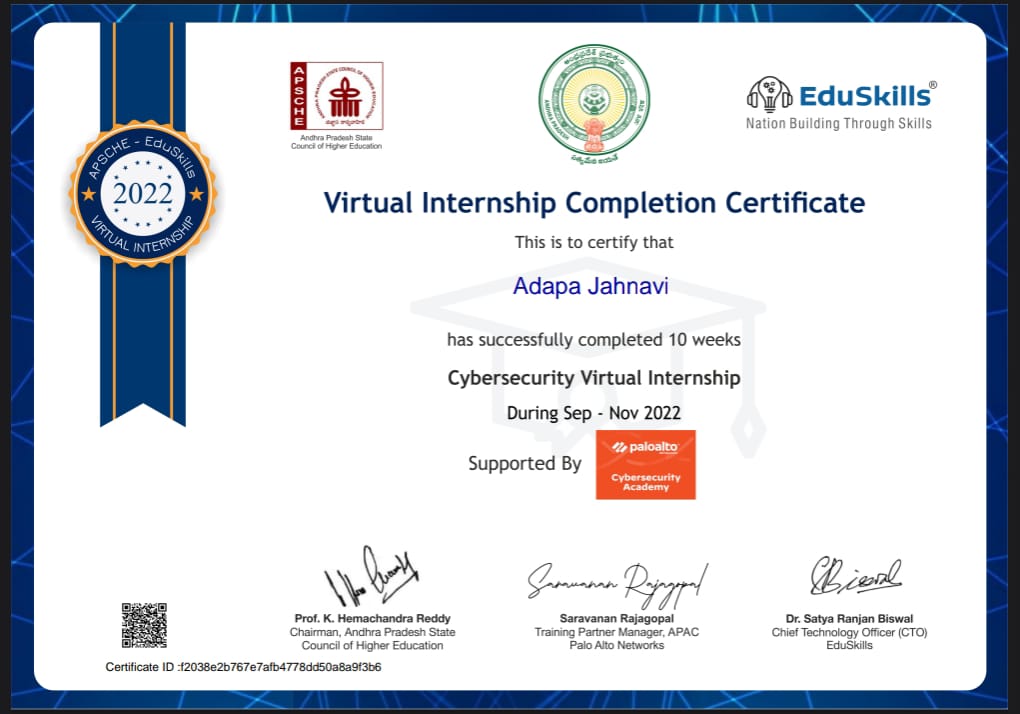 APSCHE - EduSkills
2022
VIRTUAL INTERNSHIP
APSCHE
ANDHRA PRADESH STATE COUNCIL OF HIGHER EDUCATION
Andhra Pradesh State
Council of Higher Education
సత్యమేవ జయతే
EduSkills®
Nation Building Through Skills
Virtual Internship Completion Certificate
This is to certify that
Adapa Jahnavi
has successfully completed 10 weeks
Cybersecurity Virtual Internship
During Sep - Nov 2022
Supported By
paloalto
Cybersecurity
Academy
Saravanan Rajagopal
Prof. K. Hemachandra Reddy
Chairman, Andhra Pradesh State
Council of Higher Education
Saravanan Rajagopal
Training Partner Manager, APAC
Palo Alto Networks
Dr. Satya Ranjan Biswal
Chief Technology Officer (CTO)
EduSkills
Certificate ID :f2038e2b767e7afb4778dd50a8a9f3b6